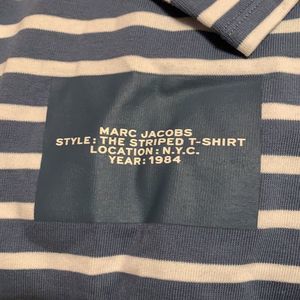 MARC JACOBS
STYLE: THE STRIPED T-SHIRT
LOCATION: N.Y.C.
YEAR: 1984